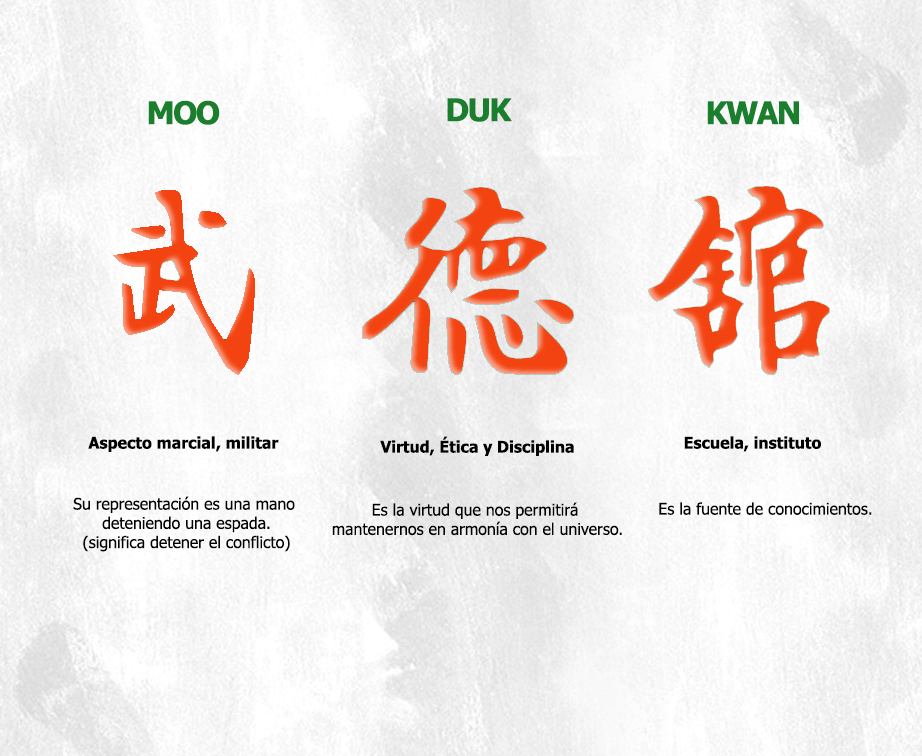 MOO
武
Aspecto marcial, militar
Su representación es una mano
deteniendo una espada.
(significa detener el conflicto)
DUK
德
Virtud, Ética y Disciplina
Es la virtud que nos permitirá
mantenernos en armonía con el universo.
KWAN
舘
Escuela, instituto
Es la fuente de conocimientos.